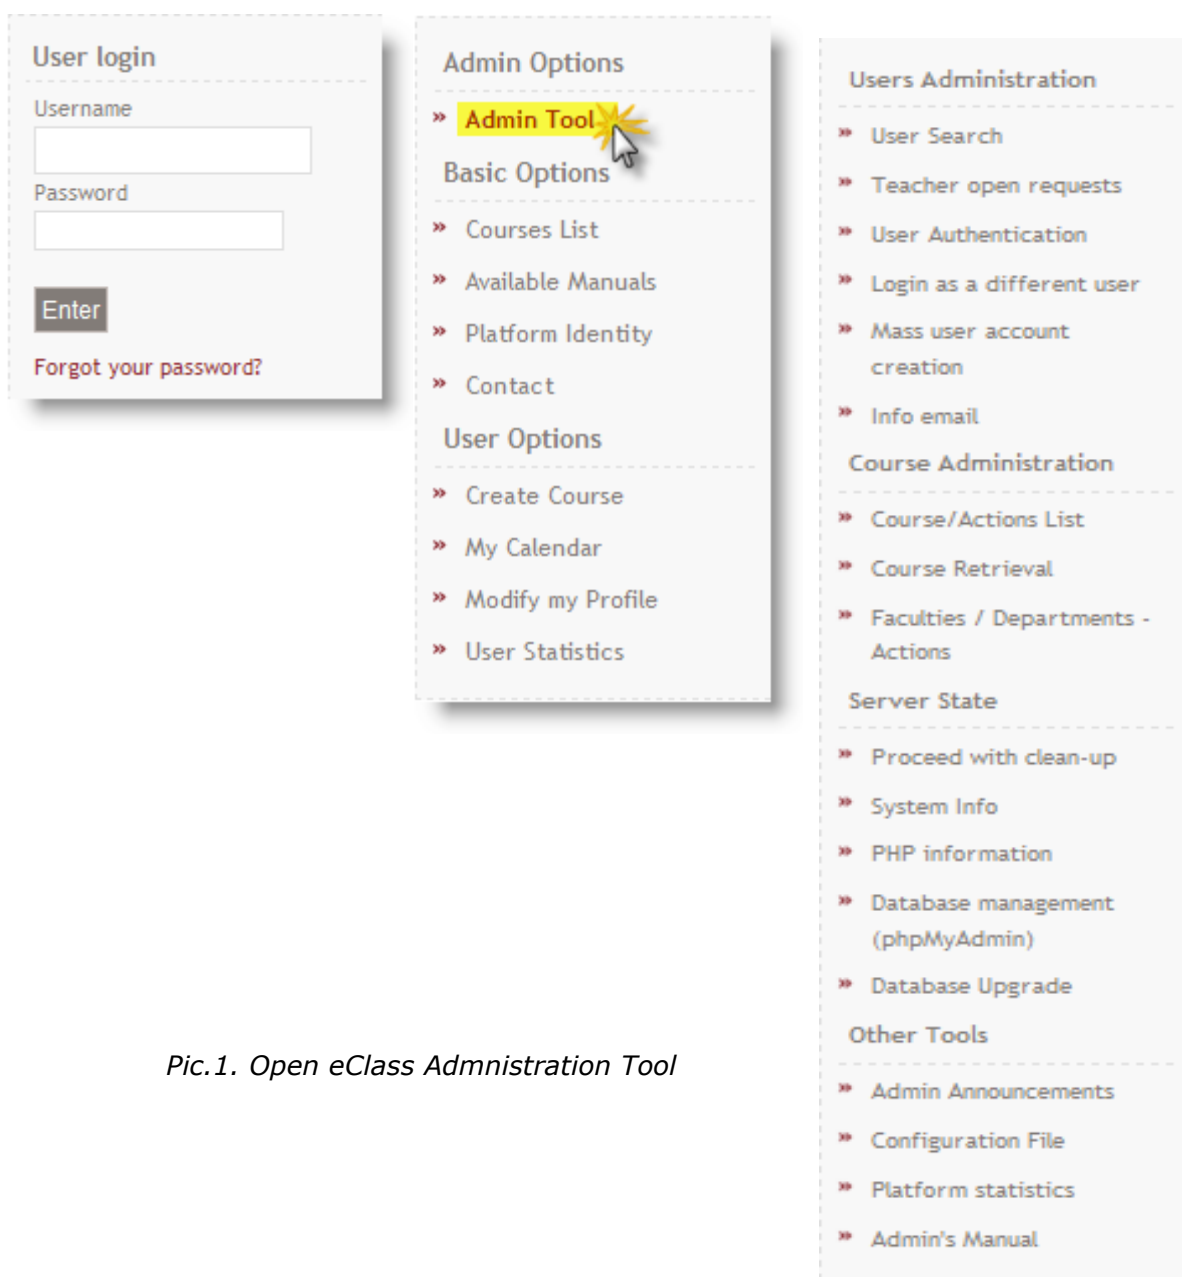 User login
Username
Password
Enter
Forgot your password?
Admin Options
» Admin Tool
Basic Options
» Courses List
» Available Manuals
» Platform Identity
» Contact
User Options
» Create Course
» My Calendar
» Modify my Profile
» User Statistics
Users Administration
» User Search
» Teacher open requests
» User Authentication
» Login as a different user
» Mass user account
creation
» Info email
Course Administration
» Course/Actions List
» Course Retrieval
» Faculties / Departments -
Actions
Server State
» Proceed with clean-up
» System Info
» PHP information
» Database management
(phpMyAdmin)
» Database Upgrade
Other Tools
» Admin Announcements
» Configuration File
» Platform statistics
» Admin's Manual
Pic.1. Open eClass Admnistration Tool